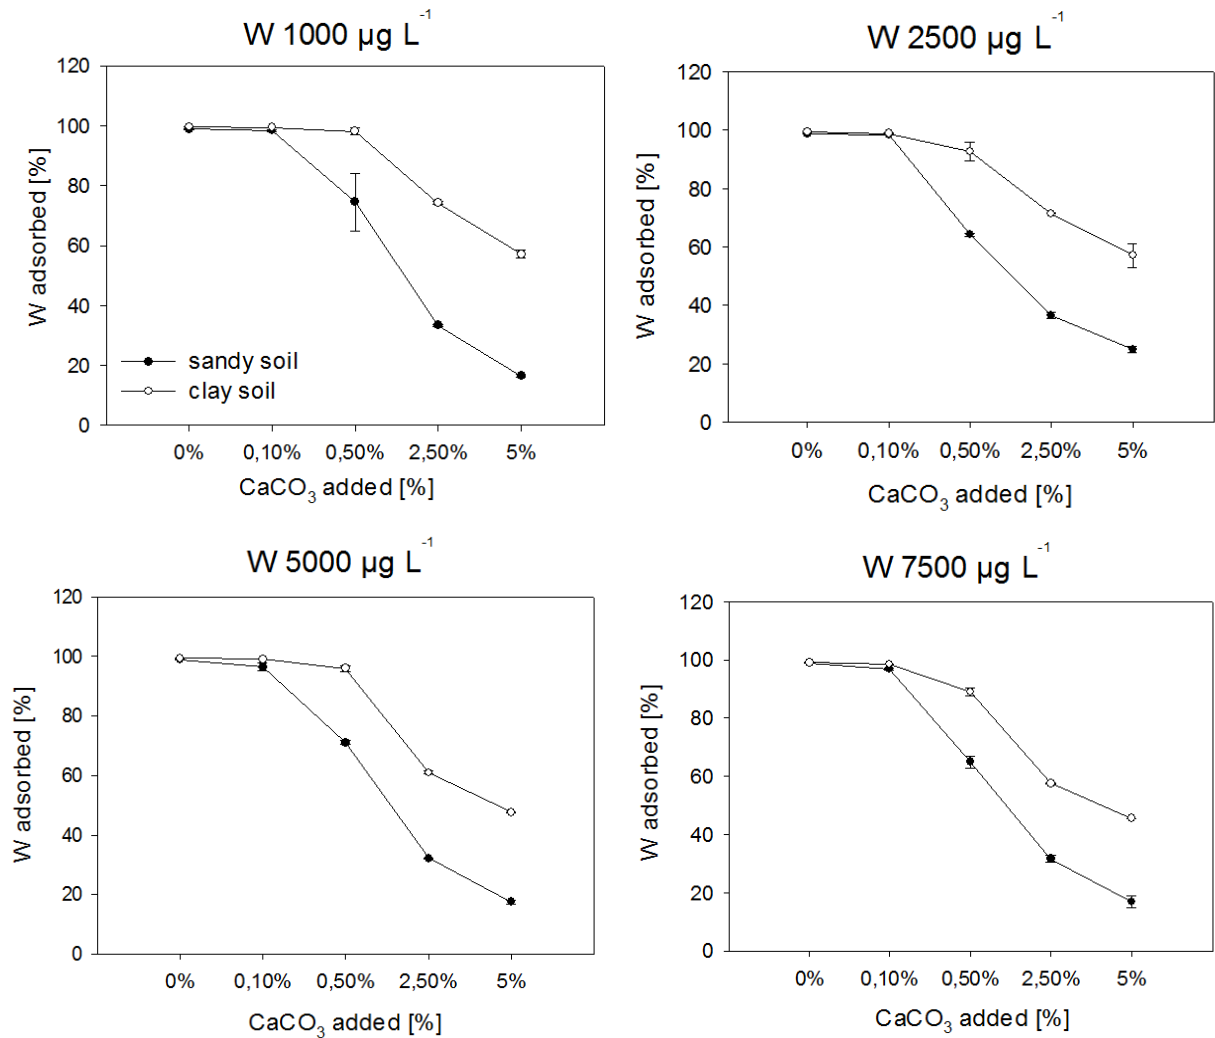 W 1000 µg L-1
120
100
80
60
40
20
0
W adsorbed [%]
sandy soil
clay soil
0% 0,10% 0,50% 2,50% 5%
CaCO3 added [%]
W 2500 µg L-1
120
100
80
60
40
20
0
W adsorbed [%]
0% 0,10% 0,50% 2,50% 5%
CaCO3 added [%]
W 5000 µg L-1
120
100
80
60
40
20
0
W adsorbed [%]
0% 0,10% 0,50% 2,50% 5%
CaCO3 added [%]
W 7500 µg L-1
120
100
80
60
40
20
0
W adsorbed [%]
0% 0,10% 0,50% 2,50% 5%
CaCO3 added [%]